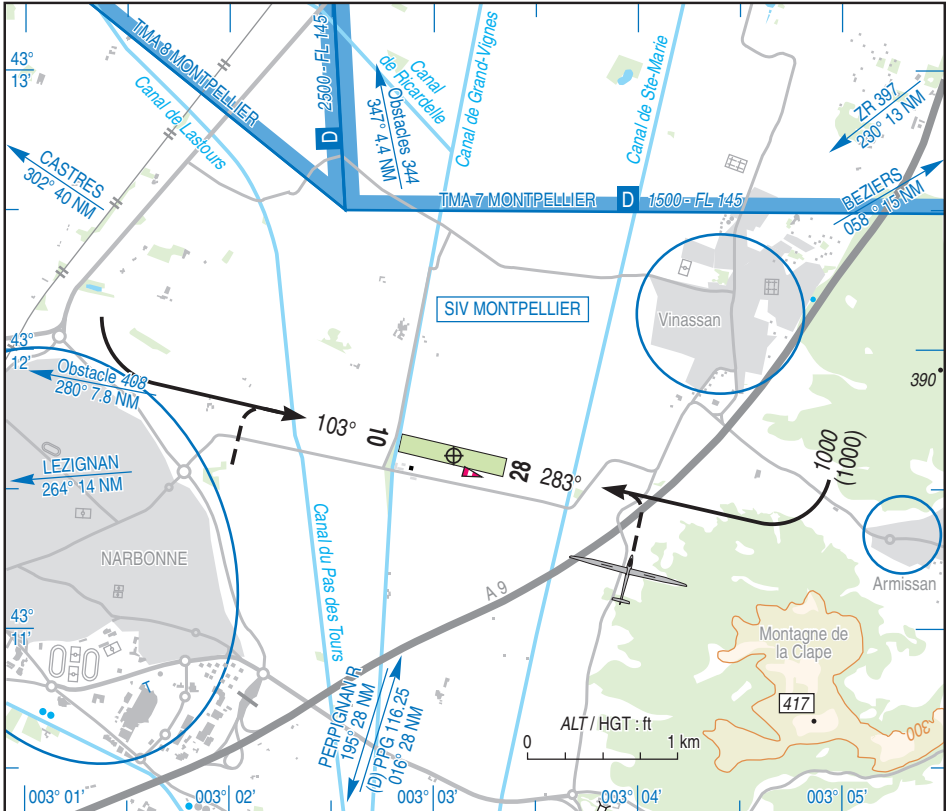 43°
13'
TMA 8 MONTPELLIER
D 2500 - FL 145
Canal de Ricardelle
Obstacles 344
347° 4.4 NM
Canal de Grand-Vignes
Canal de Ste-Marie
ZR 397
230° 13 NM
Canal de Lastours
CASTRES
302° 40 NM
TMA 7 MONTPELLIER D 1500 - FL 145
BEZIERS
058° 15 NM
SIV MONTPELLIER
Vinassan
43°
12'
Obstacle 408
280° 7.8 NM
390
103°
10
28
283°
1000
(1000)
LEZIGNAN
264° 14 NM
NARBONNE
Canal du Pas des Tours
A 9
Armissan
43°
11'
Montagne de
la Clape
417
300
PERPIGNAN R
195° 28 NM
(D) PPG 116.25
016° 28 NM
ALT / HGT : ft
0 1 km
003° 01' 003° 02' 003° 03' 003° 04' 003° 05'